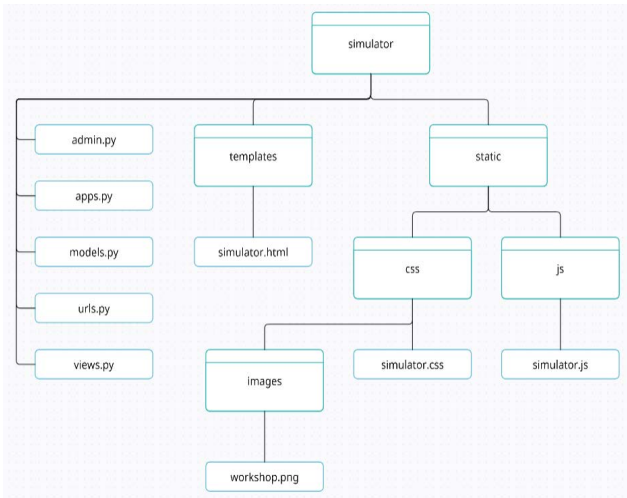 simulator
admin.py
templates
static
apps.py
models.py
simulator.html
css
js
urls.py
views.py
images
simulator.css
simulator.js
workshop.png